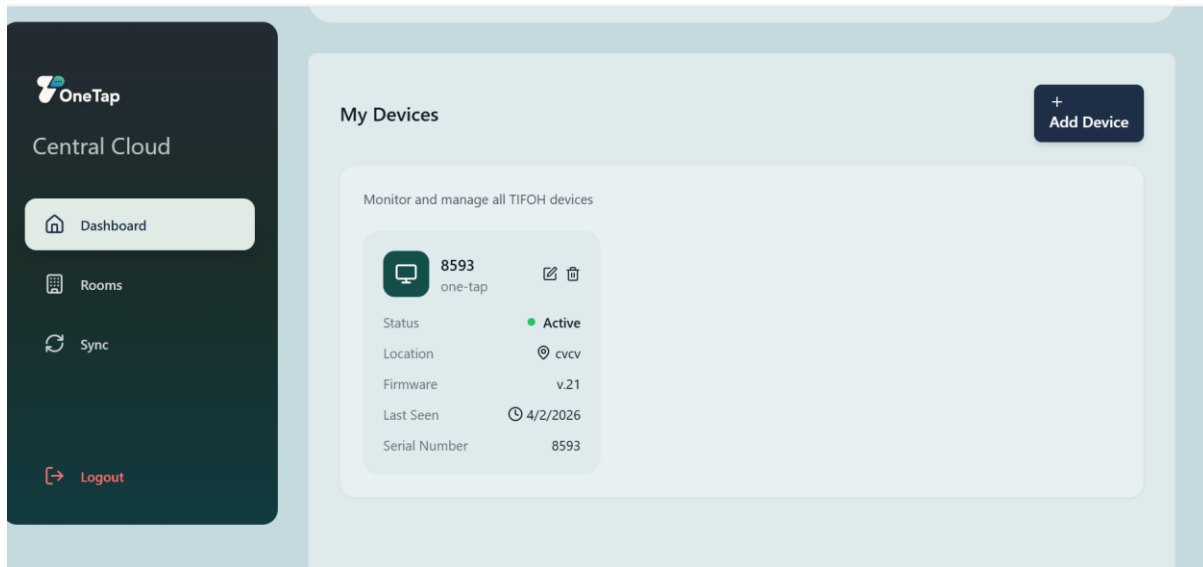 OneTap
Central Cloud
Dashboard
Rooms
Sync
Logout
My Devices
+
Add Device
Monitor and manage all TIFOH devices
8593
one-tap
Status Active
Location cvcv
Firmware v.21
Last Seen 4/2/2026
Serial Number 8593